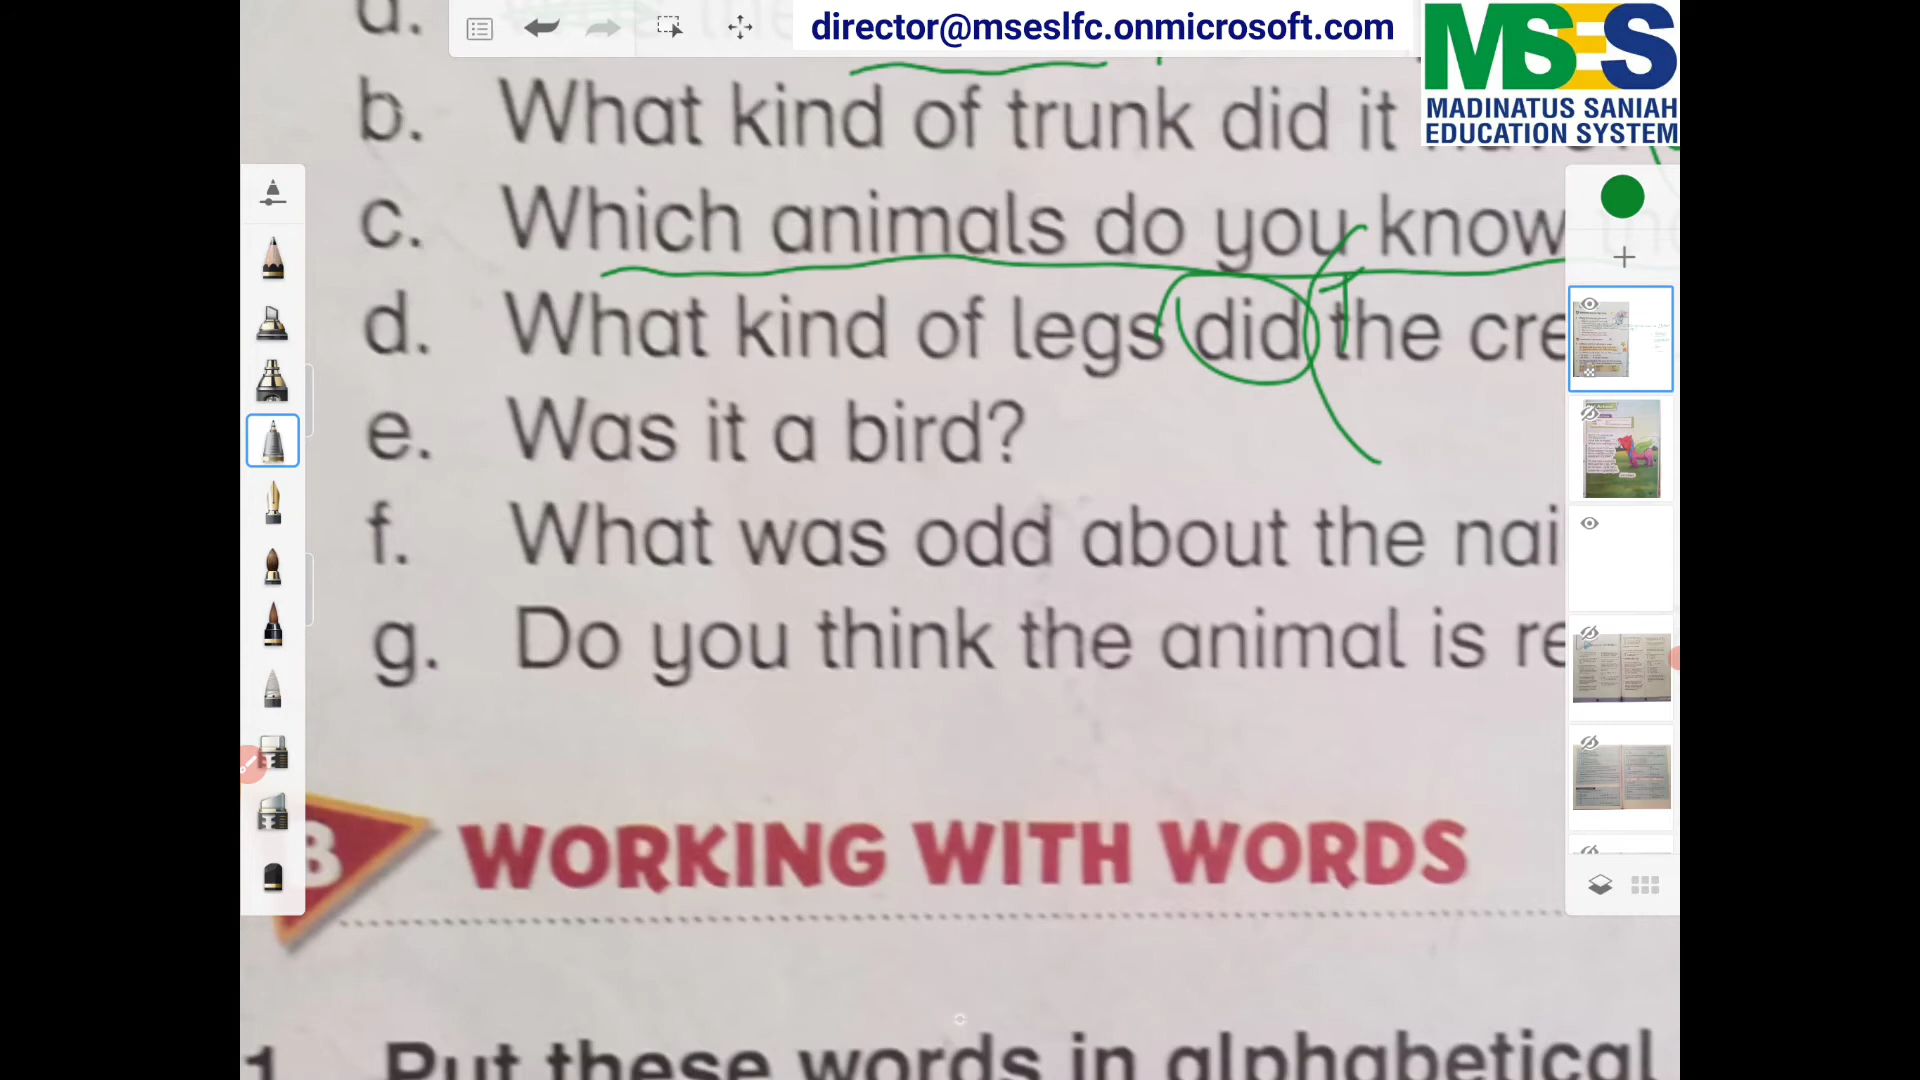 director@mseslfc.onmicrosoft.com
MSES
MADINATUS SANIAH
EDUCATION SYSTEM
a.
b. What kind of trunk did it
c. Which animals do you know
d. What kind of legs did the cre
e. Was it a bird?
f. What was odd about the nai
g. Do you think the animal is re
B WORKING WITH WORDS
1 Put these words in alphabetical